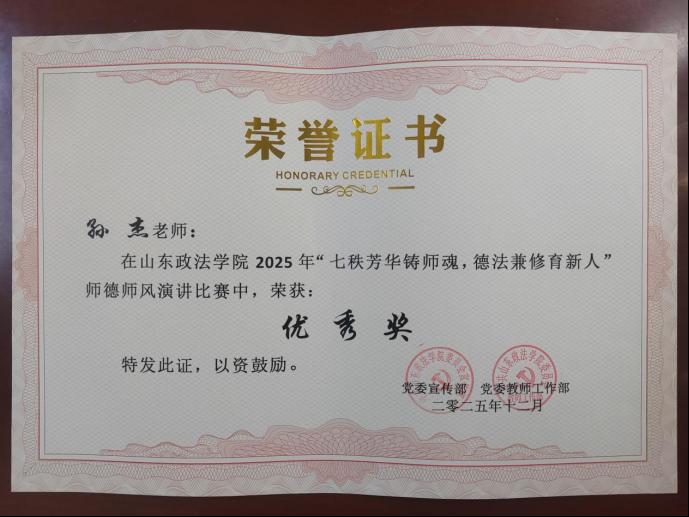 荣誉证书
HONORARY CREDENTIAL
孙 杰老师：
在山东政法学院 2025 年“七秩芳华铸师魂，德法兼修育新人”
师德师风演讲比赛中，荣获：
优 秀 奖
特发此证，以资鼓励。
党委宣传部 党委教师工作部
二〇二五年十二月